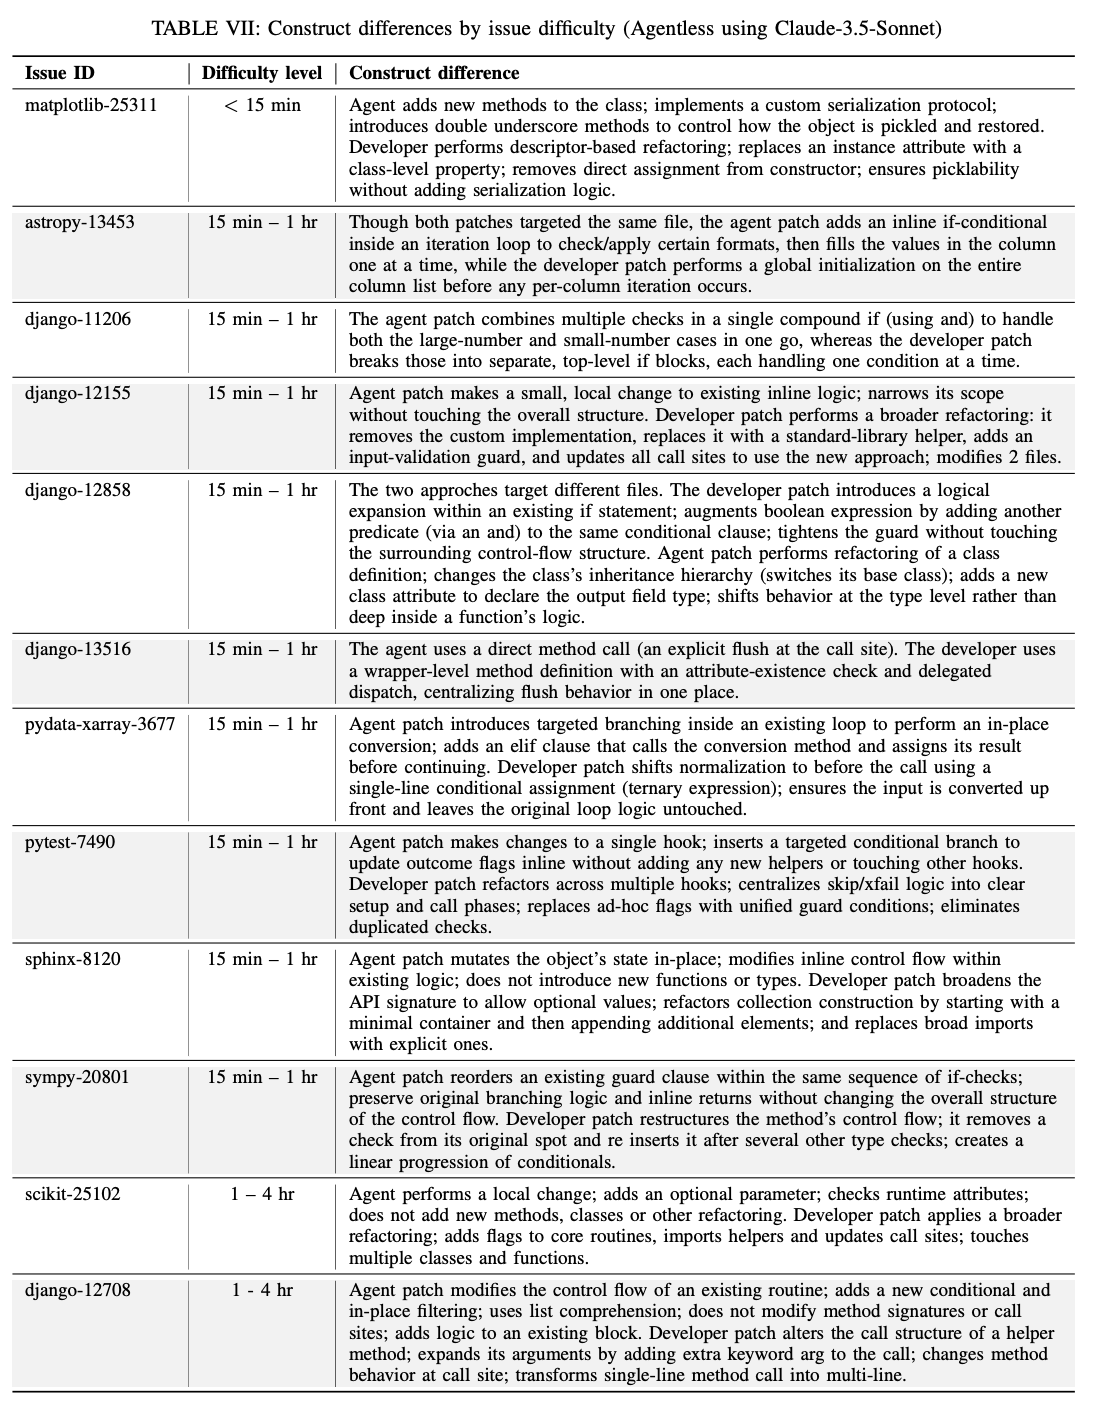 TABLE VII: Construct differences by issue difficulty (Agentless using Claude-3.5-Sonnet)
Issue ID Difficulty level Construct difference
matplotlib-25311 < 15 min Agent adds new methods to the class; implements a custom serialization protocol;
introduces double underscore methods to control how the object is pickled and restored.
Developer performs descriptor-based refactoring; replaces an instance attribute with a
class-level property; removes direct assignment from constructor; ensures picklability
without adding serialization logic.
astropy-13453 15 min – 1 hr Though both patches targeted the same file, the agent patch adds an inline if-conditional
inside an iteration loop to check/apply certain formats, then fills the values in the column
one at a time, while the developer patch performs a global initialization on the entire
column list before any per-column iteration occurs.
django-11206 15 min – 1 hr The agent patch combines multiple checks in a single compound if (using and) to handle
both the large-number and small-number cases in one go, whereas the developer patch
breaks those into separate, top-level if blocks, each handling one condition at a time.
django-12155 15 min – 1 hr Agent patch makes a small, local change to existing inline logic; narrows its scope
without touching the overall structure. Developer patch performs a broader refactoring: it
removes the custom implementation, replaces it with a standard-library helper, adds an
input-validation guard, and updates all call sites to use the new approach; modifies 2 files.
django-12858 15 min – 1 hr The two approches target different files. The developer patch introduces a logical
expansion within an existing if statement; augments boolean expression by adding another
predicate (via an and) to the same conditional clause; tightens the guard without touching
the surrounding control-flow structure. Agent patch performs refactoring of a class
definition; changes the class's inheritance hierarchy (switches its base class); adds a new
class attribute to declare the output field type; shifts behavior at the type level rather than
deep inside a function's logic.
django-13516 15 min – 1 hr The agent uses a direct method call (an explicit flush at the call site). The developer uses
a wrapper-level method definition with an attribute-existence check and delegated
dispatch, centralizing flush behavior in one place.
pydata-xarray-3677 15 min – 1 hr Agent patch introduces targeted branching inside an existing loop to perform an in-place
conversion; adds an elif clause that calls the conversion method and assigns its result
before continuing. Developer patch shifts normalization to before the call using a
single-line conditional assignment (ternary expression); ensures the input is converted up
front and leaves the original loop logic untouched.
pytest-7490 15 min – 1 hr Agent patch makes changes to a single hook; inserts a targeted conditional branch to
update outcome flags inline without adding any new helpers or touching other hooks.
Developer patch refactors across multiple hooks; centralizes skip/xfail logic into clear
setup and call phases; replaces ad-hoc flags with unified guard conditions; eliminates
duplicated checks.
sphinx-8120 15 min – 1 hr Agent patch mutates the object's state in-place; modifies inline control flow within
existing logic; does not introduce new functions or types. Developer patch broadens the
API signature to allow optional values; refactors collection construction by starting with a
minimal container and then appending additional elements; and replaces broad imports
with explicit ones.
sympy-20801 15 min – 1 hr Agent patch reorders an existing guard clause within the same sequence of if-checks;
preserve original branching logic and inline returns without changing the overall structure
of the control flow. Developer patch restructures the method's control flow; it removes a
check from its original spot and re inserts it after several other type checks; creates a
linear progression of conditionals.
scikit-25102 1 – 4 hr Agent performs a local change; adds an optional parameter; checks runtime attributes;
does not add new methods, classes or other refactoring. Developer patch applies a broader
refactoring; adds flags to core routines, imports helpers and updates call sites; touches
multiple classes and functions.
django-12708 1 - 4 hr Agent patch modifies the control flow of an existing routine; adds a new conditional and
in-place filtering; uses list comprehension; does not modify method signatures or call
sites; adds logic to an existing block. Developer patch alters the call structure of a helper
method; expands its arguments by adding extra keyword arg to the call; changes method
behavior at call site; transforms single-line method call into multi-line.